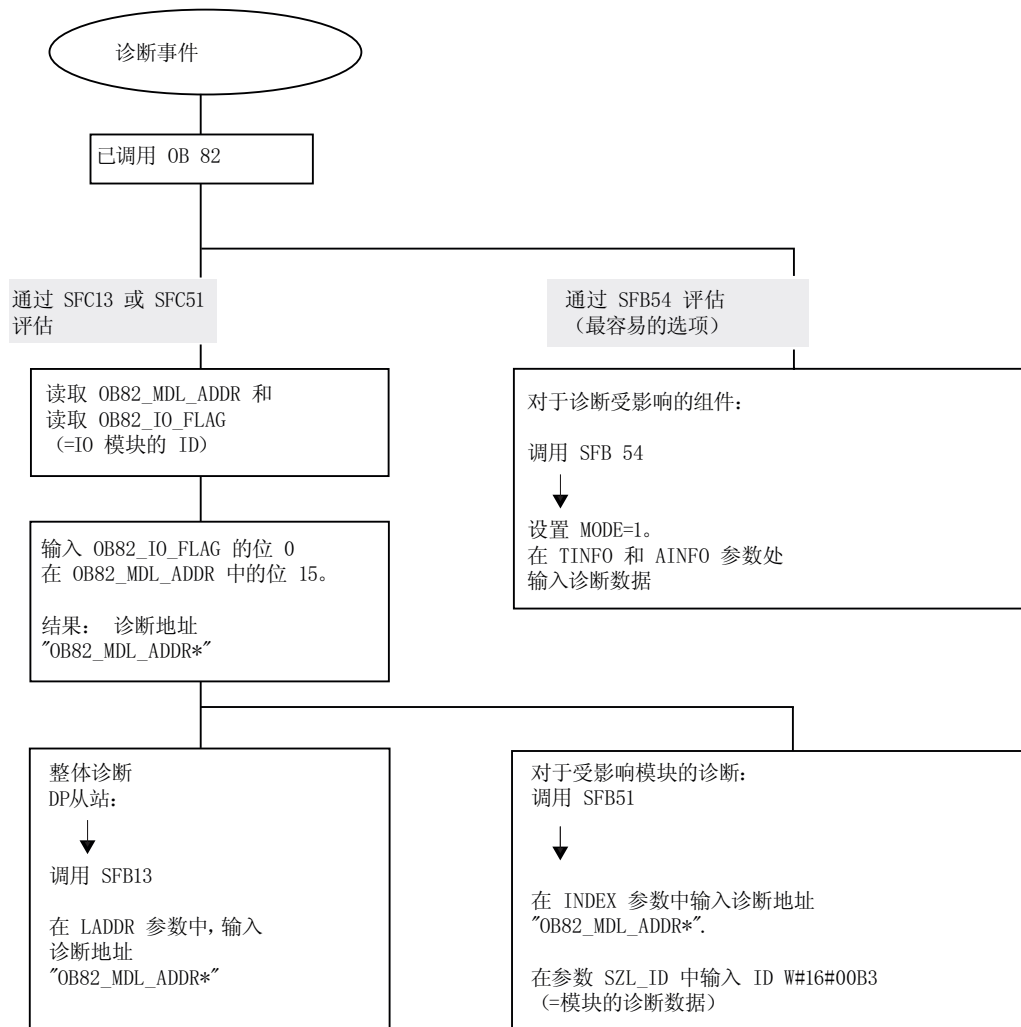 诊断事件
已调用 OB 82
通过 SFC13 或 SFC51
评估
通过 SFB54 评估
（最容易的选项）
读取 OB82_MDL_ADDR 和
读取 OB82_IO_FLAG
（=IO 模块的 ID）
对于诊断受影响的组件：
调用 SFB 54
设置 MODE=1。
在 TINFO 和 AINFO 参数处
输入诊断数据
输入 OB82_IO_FLAG 的位 0
在 OB82_MDL_ADDR 中的位 15。
结果： 诊断地址
"OB82_MDL_ADDR*"
整体诊断
DP从站：
调用 SFB13
在 LADDR 参数中，输入
诊断地址
"OB82_MDL_ADDR*"
对于受影响模块的诊断：
调用 SFB51
在 INDEX 参数中输入诊断地址
"OB82_MDL_ADDR*".
在参数 SZL_ID 中输入 ID W#16#00B3
（=模块的诊断数据）